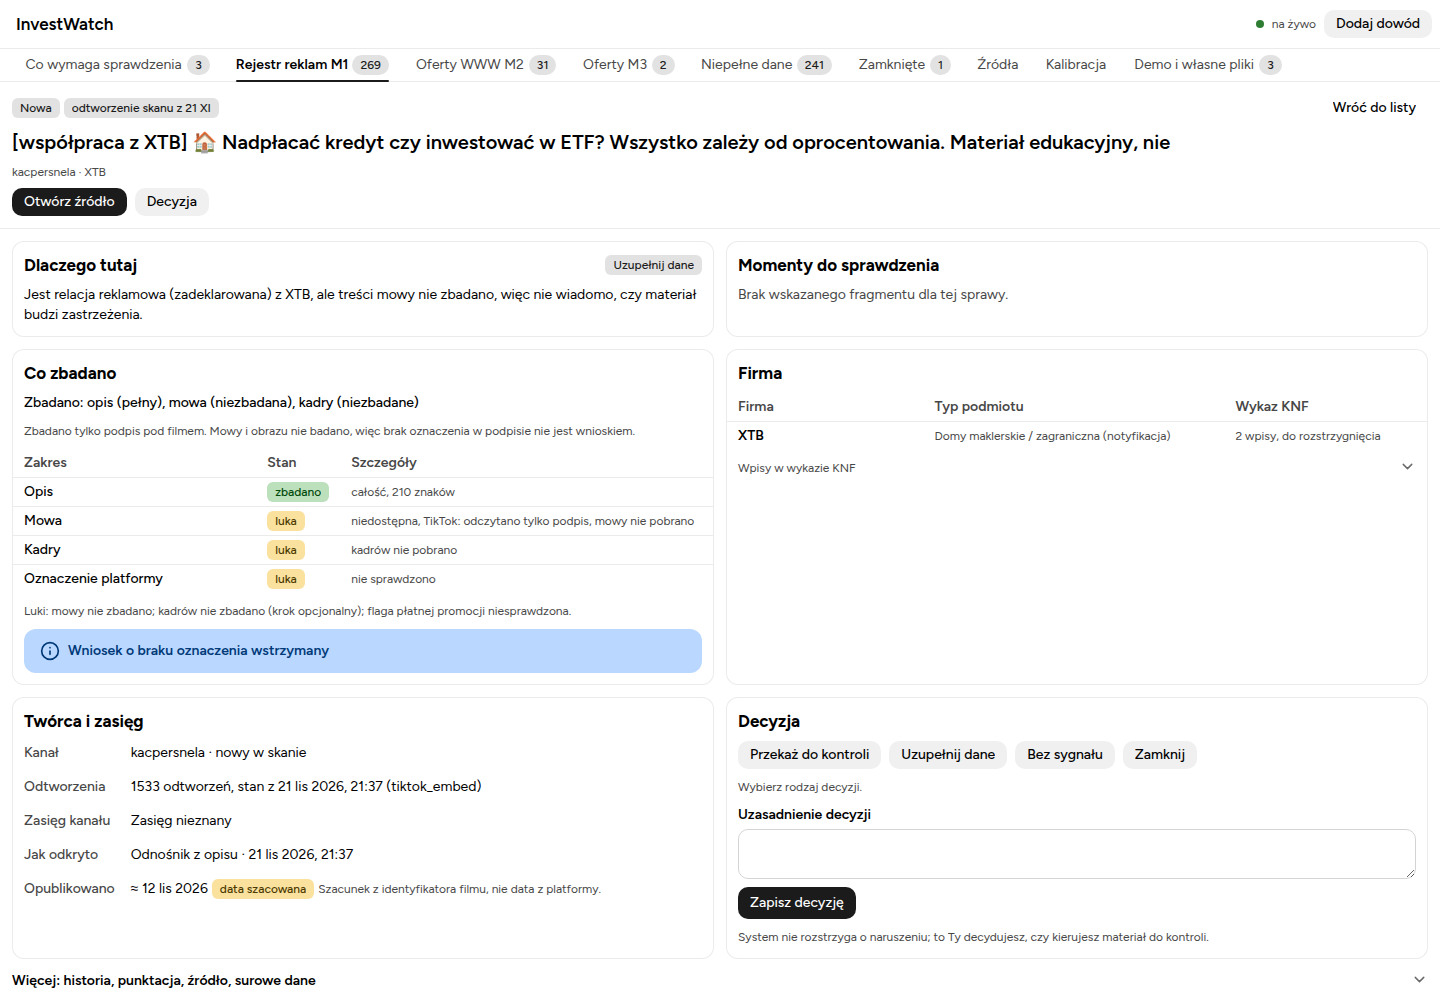 InvestWatch
na żywo
Dodaj dowód
Co wymaga sprawdzenia 3
Rejestr reklam M1 269
Oferty WWW M2 31
Oferty M3 2
Niepełne dane 241
Zamknięte 1
Źródła
Kalibracja
Demo i własne pliki 3
Nowa
odtworzenie skanu z 21 XI
Wróć do listy
[współpraca z XTB] 🏠 Nadpłacać kredyt czy inwestować w ETF? Wszystko zależy od oprocentowania. Materiał edukacyjny, nie
kacpersnela · XTB
Otwórz źródło
Decyzja
Dlaczego tutaj
Uzupełnij dane
Jest relacja reklamowa (zadeklarowana) z XTB, ale treści mowy nie zbadano, więc nie wiadomo, czy materiał
budzi zastrzeżenia.
Momenty do sprawdzenia
Brak wskazanego fragmentu dla tej sprawy.
Co zbadano
Zbadano: opis (pełny), mowa (niezbadana), kadry (niezbadane)
Zbadano tylko podpis pod filmem. Mowy i obrazu nie badano, więc brak oznaczenia w podpisie nie jest wnioskiem.
Zakres Stan Szczegóły
Opis zbadano całość, 210 znaków
Mowa luka niedostępna, TikTok: odczytano tylko podpis, mowy nie pobrano
Kadry luka kadrów nie pobrano
Oznaczenie platformy luka nie sprawdzono
Luki: mowy nie zbadano; kadrów nie zbadano (krok opcjonalny); flaga płatnej promocji niesprawdzona.
Wniosek o braku oznaczenia wstrzymany
Firma
Firma Typ podmiotu Wykaz KNF
XTB Domy maklerskie / zagraniczna (notyfikacja) 2 wpisy, do rozstrzygnięcia
Wpisy w wykazie KNF
Twórca i zasięg
Kanał kacpersnela · nowy w skanie
Odtworzenia 1533 odtworzeń, stan z 21 lis 2026, 21:37 (tiktok_embed)
Zasięg kanału Zasięg nieznany
Jak odkryto Odnośnik z opisu · 21 lis 2026, 21:37
Opublikowano ≈ 12 lis 2026 data szacowana Szacunek z identyfikatora filmu, nie data z platformy.
Decyzja
Przekaż do kontroli
Uzupełnij dane
Bez sygnału
Zamknij
Wybierz rodzaj decyzji.
Uzasadnienie decyzji
Zapisz decyzję
System nie rozstrzyga o naruszeniu; to Ty decydujesz, czy kierujesz materiał do kontroli.
Więcej: historia, punktacja, źródło, surowe dane